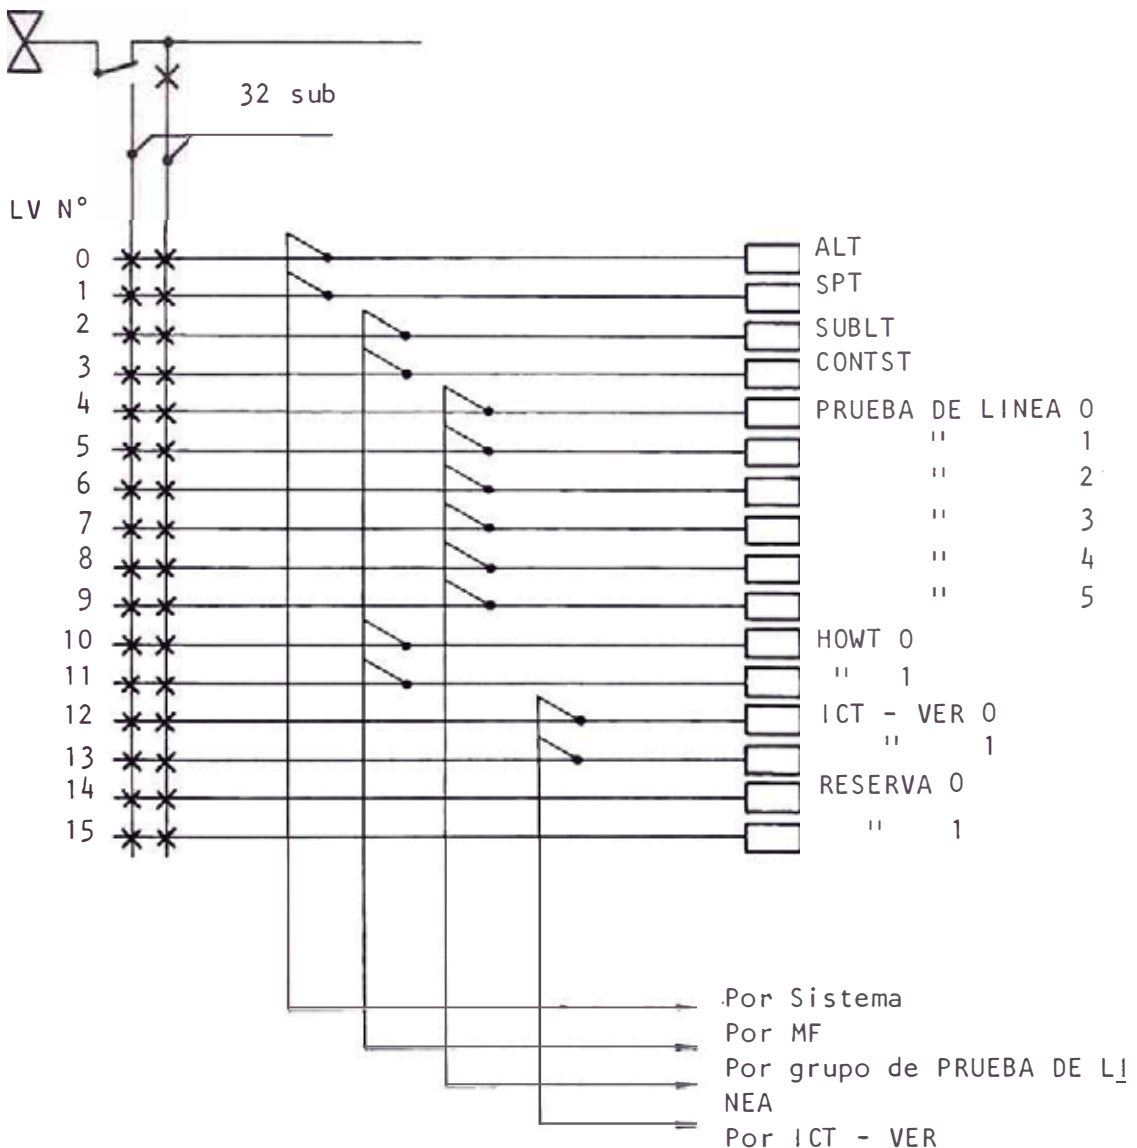 32 sub
LV N°
0 ALT
1 SPT
2 SUBLT
3 CONTST
4 PRUEBA DE LINEA 0
5 " 1
6 " 2
7 " 3
8 " 4
9 " 5
10 HOWT 0
11 " 1
12 ICT - VER 0
13 " 1
14 RESERVA 0
15 " 1
Por Sistema
Por MF
Por grupo de PRUEBA DE LI
NEA
Por ICT - VER